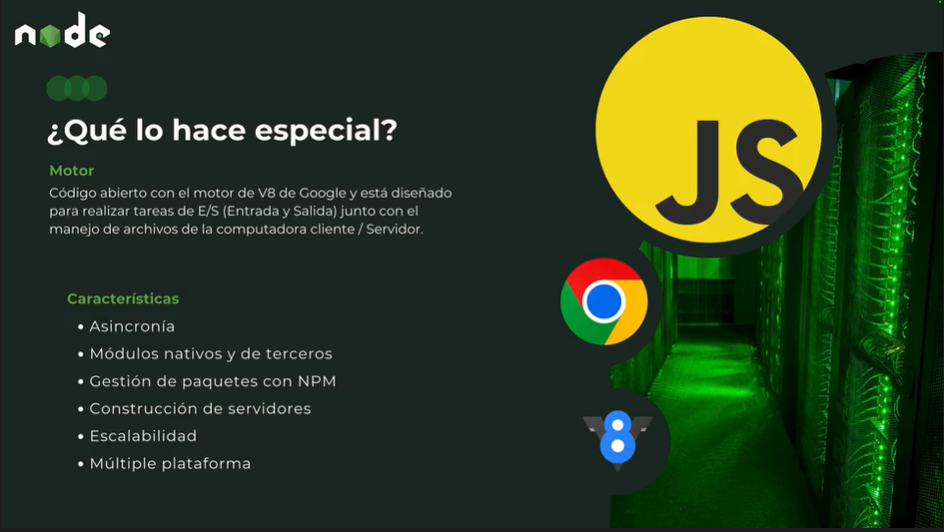 node
¿Qué lo hace especial?
Motor
Código abierto con el motor de V8 de Google y está diseñado
para realizar tareas de E/S (Entrada y Salida) junto con el
manejo de archivos de la computadora cliente / Servidor.
Características
• Asincronía
• Módulos nativos y de terceros
• Gestión de paquetes con NPM
• Construcción de servidores
• Escalabilidad
• Múltiple plataforma
JS
V8